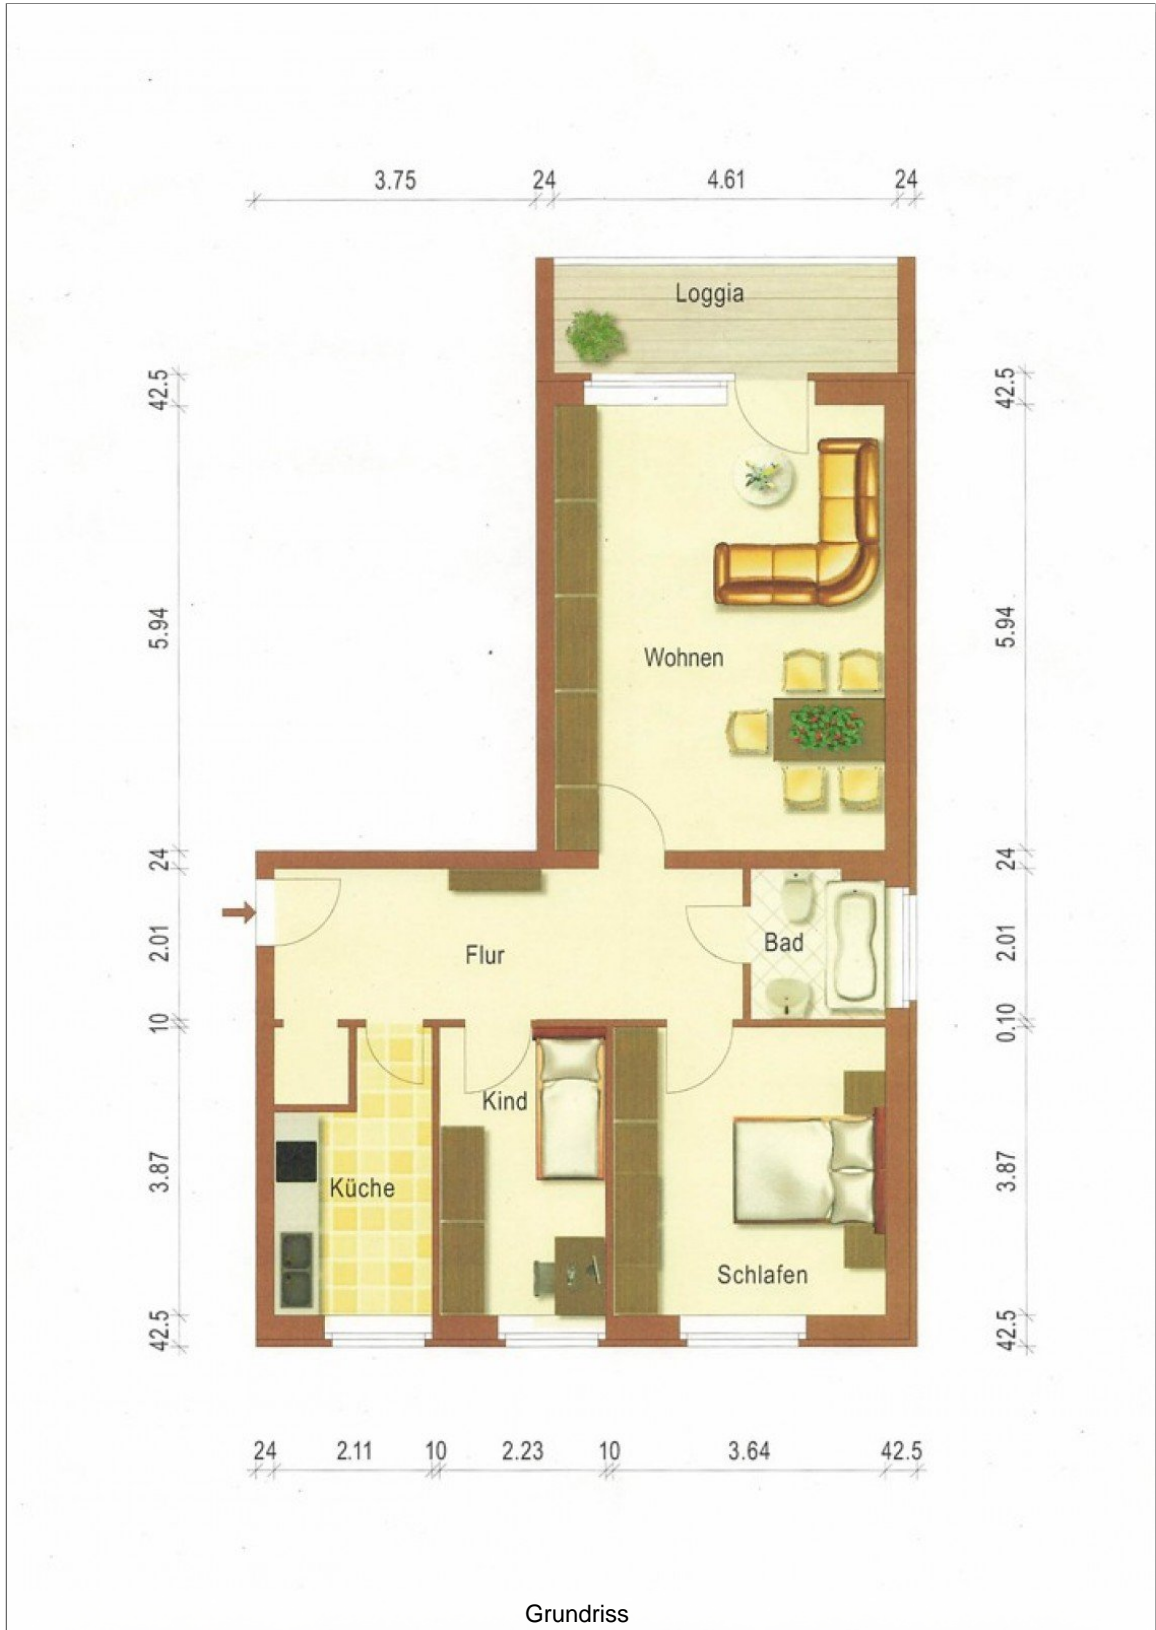 3.75 24 4.61 24
Loggia
42.5 42.5
5.94 5.94
Wohnen
24 24
2.01 2.01
Bad
Flur
10 0.10
Kind
3.87 3.87
Küche
Schlafen
42.5 42.5
24 2.11 10 2.23 10 3.64 42.5
Grundriss